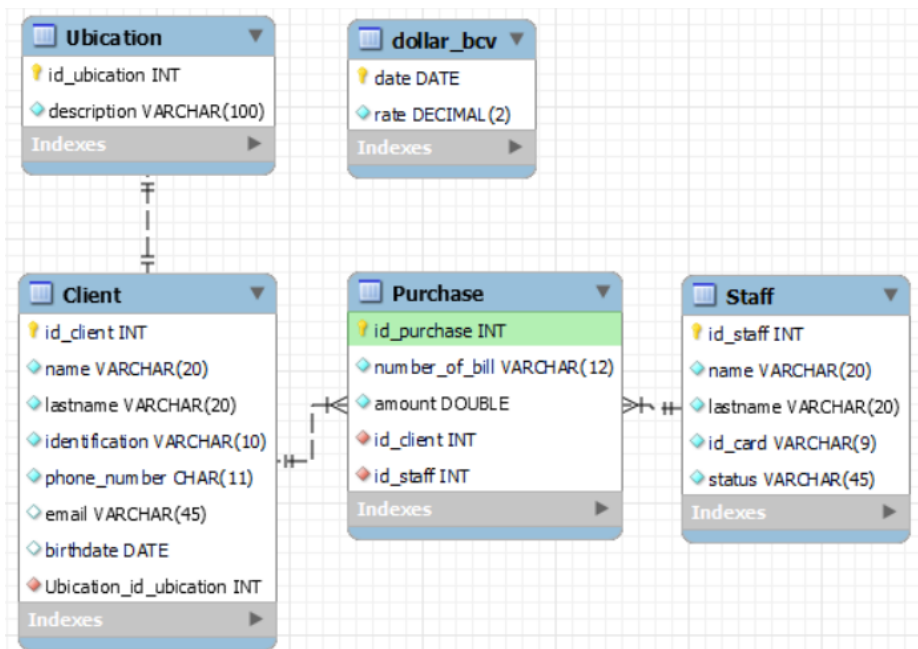 Ubication
id_ubication INT
description VARCHAR(100)
Indexes
dollar_bcv
date DATE
rate DECIMAL(2)
Indexes
Client
id_client INT
name VARCHAR(20)
lastname VARCHAR(20)
identification VARCHAR(10)
phone_number CHAR(11)
email VARCHAR(45)
birthdate DATE
Ubication_id_ubication INT
Indexes
Purchase
id_purchase INT
number_of_bill VARCHAR(12)
amount DOUBLE
id_client INT
id_staff INT
Indexes
Staff
id_staff INT
name VARCHAR(20)
lastname VARCHAR(20)
id_card VARCHAR(9)
status VARCHAR(45)
Indexes